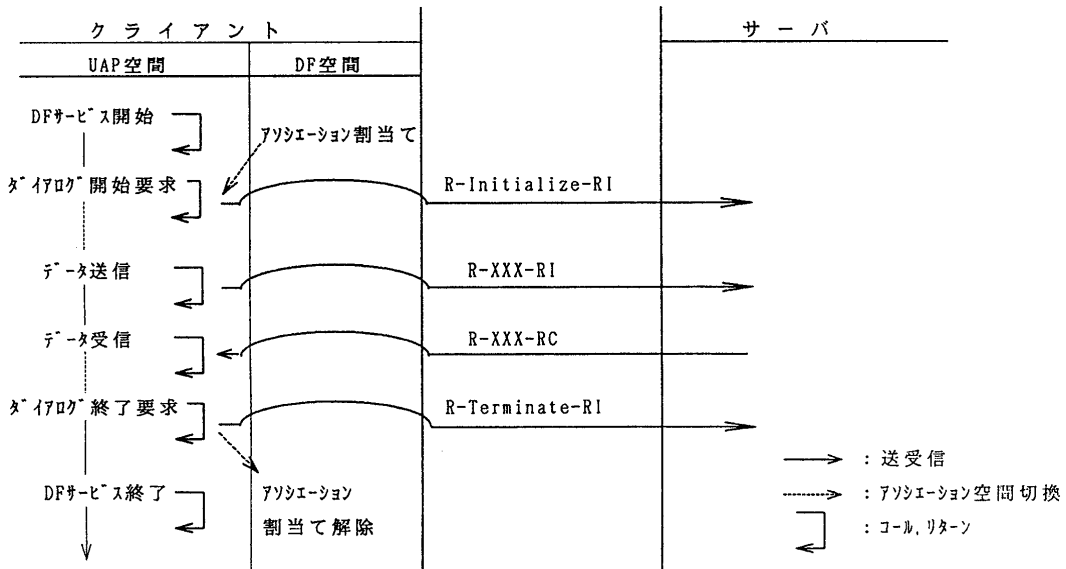 クライアント
サーバ
UAP空間
DF空間
DFｻｰﾋﾞｽ開始
ｱｿｼｴｰｼｮﾝ割当て
ﾀﾞｲｱﾛｸﾞ開始要求
R-Initialize-RI
ﾃﾞｰﾀ送信
R-XXX-RI
ﾃﾞｰﾀ受信
R-XXX-RC
ﾀﾞｲｱﾛｸﾞ終了要求
R-Terminate-RI
DFｻｰﾋﾞｽ終了
ｱｿｼｴｰｼｮﾝ
割当て解除
：送受信
：ｱｿｼｴｰｼｮﾝ空間切換
：ｺｰﾙ,ﾘﾀｰﾝ